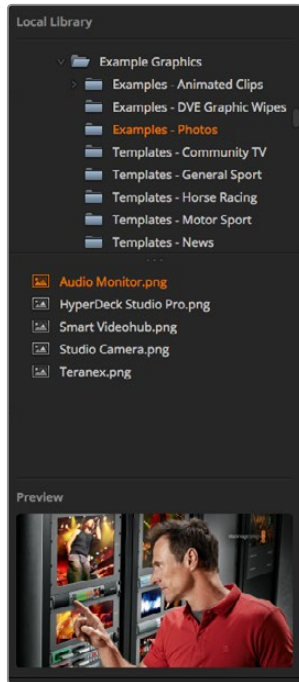 Local Library
Example Graphics
Examples - Animated Clips
Examples - DVE Graphic Wipes
Examples - Photos
Templates - Community TV
Templates - General Sport
Templates - Horse Racing
Templates - Motor Sport
Templates - News
Audio Monitor.png
HyperDeck Studio Pro.png
Smart Videohub.png
Studio Camera.png
Teranex.png
Preview